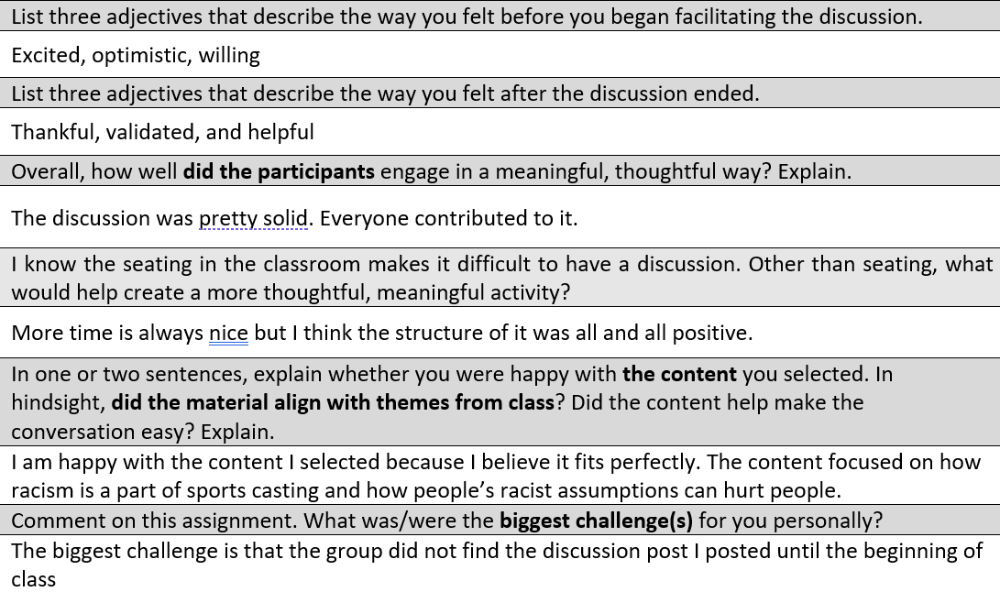 List three adjectives that describe the way you felt before you began facilitating the discussion.
Excited, optimistic, willing
List three adjectives that describe the way you felt after the discussion ended.
Thankful, validated, and helpful
Overall, how well did the participants engage in a meaningful, thoughtful way? Explain.
The discussion was pretty solid. Everyone contributed to it.
I know the seating in the classroom makes it difficult to have a discussion. Other than seating, what
would help create a more thoughtful, meaningful activity?
More time is always nice but I think the structure of it was all and all positive.
In one or two sentences, explain whether you were happy with the content you selected. In
hindsight, did the material align with themes from class? Did the content help make the
conversation easy? Explain.
I am happy with the content I selected because I believe it fits perfectly. The content focused on how
racism is a part of sports casting and how people’s racist assumptions can hurt people.
Comment on this assignment. What was/were the biggest challenge(s) for you personally?
The biggest challenge is that the group did not find the discussion post I posted until the beginning of
class